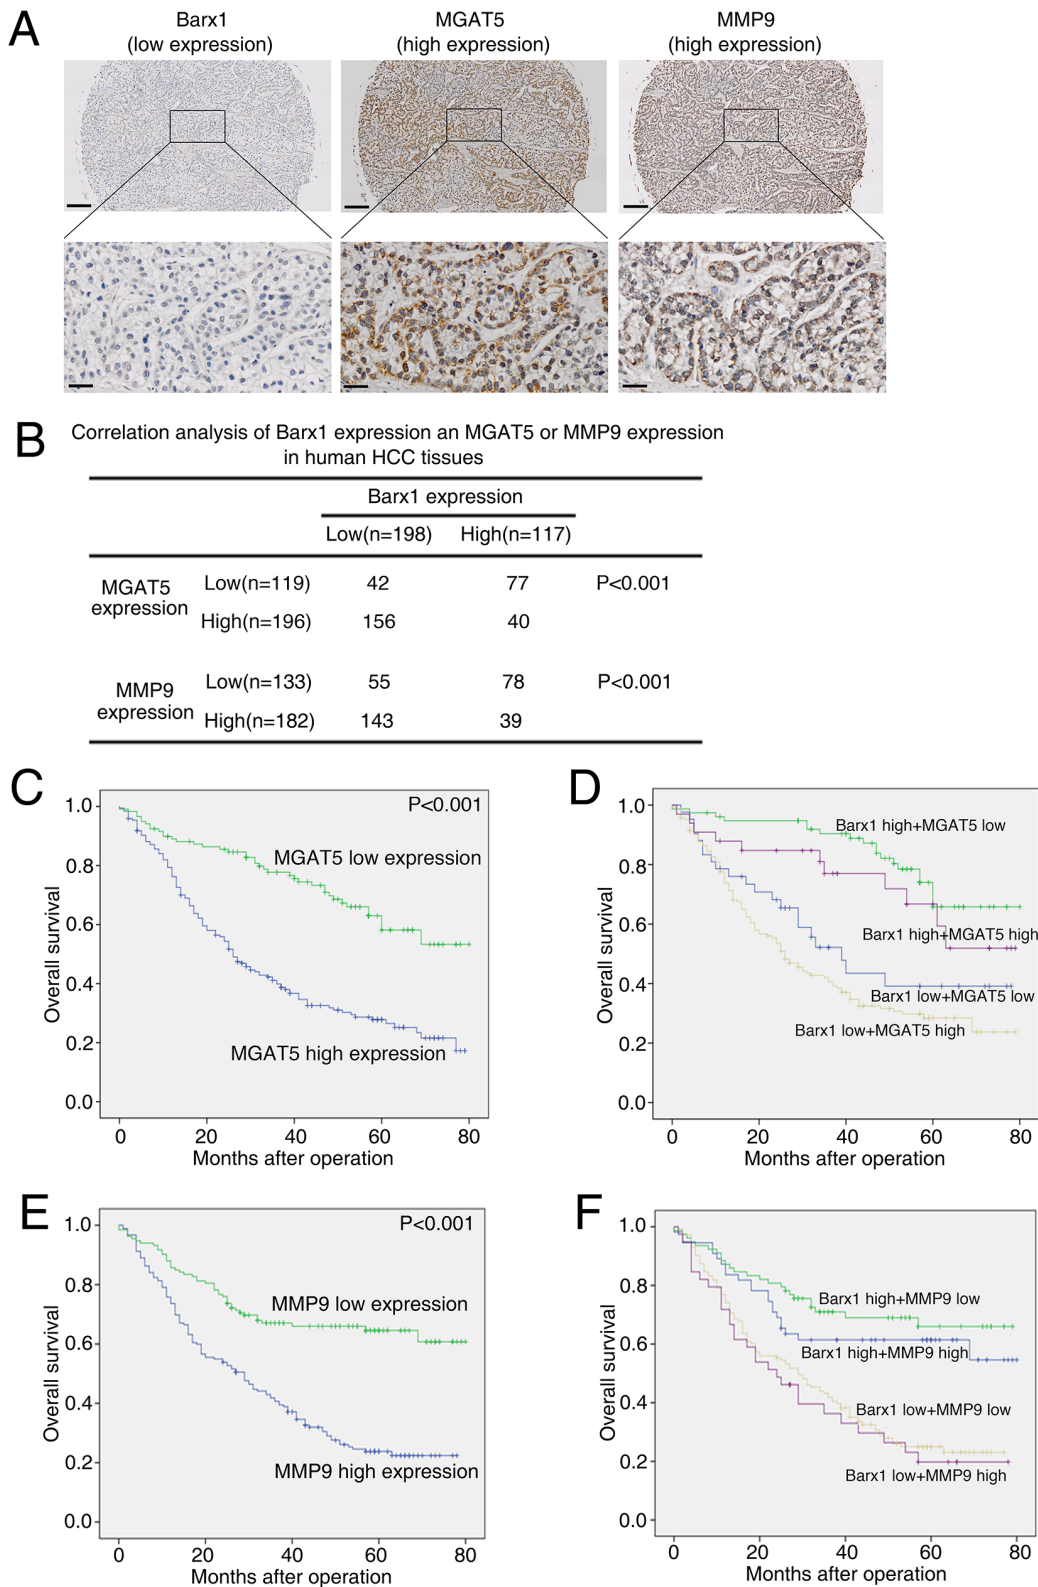 A
Barx1
(low expression)
MGAT5
(high expression)
MMP9
(high expression)
B
Correlation analysis of Barx1 expression an MGAT5 or MMP9 expression
in human HCC tissues
Barx1 expression
Low(n=198) High(n=117)
MGAT5
expression
Low(n=119) 42 77 P<0.001
High(n=196) 156 40
MMP9
expression
Low(n=133) 55 78 P<0.001
High(n=182) 143 39
C
P<0.001
MGAT5 low expression
MGAT5 high expression
Overall survival
1.0
0.8
0.6
0.4
0.2
0.0
0 20 40 60 80
Months after operation
D
Barx1 high+MGAT5 low
Barx1 high+MGAT5 high
Barx1 low+MGAT5 low
Barx1 low+MGAT5 high
Overall survival
1.0
0.8
0.6
0.4
0.2
0.0
0 20 40 60 80
Months after operation
E
P<0.001
MMP9 low expression
MMP9 high expression
Overall survival
1.0
0.8
0.6
0.4
0.2
0.0
0 20 40 60 80
Months after operation
F
Barx1 high+MMP9 low
Barx1 high+MMP9 high
Barx1 low+MMP9 low
Barx1 low+MMP9 high
Overall survival
1.0
0.8
0.6
0.4
0.2
0.0
0 20 40 60 80
Months after operation